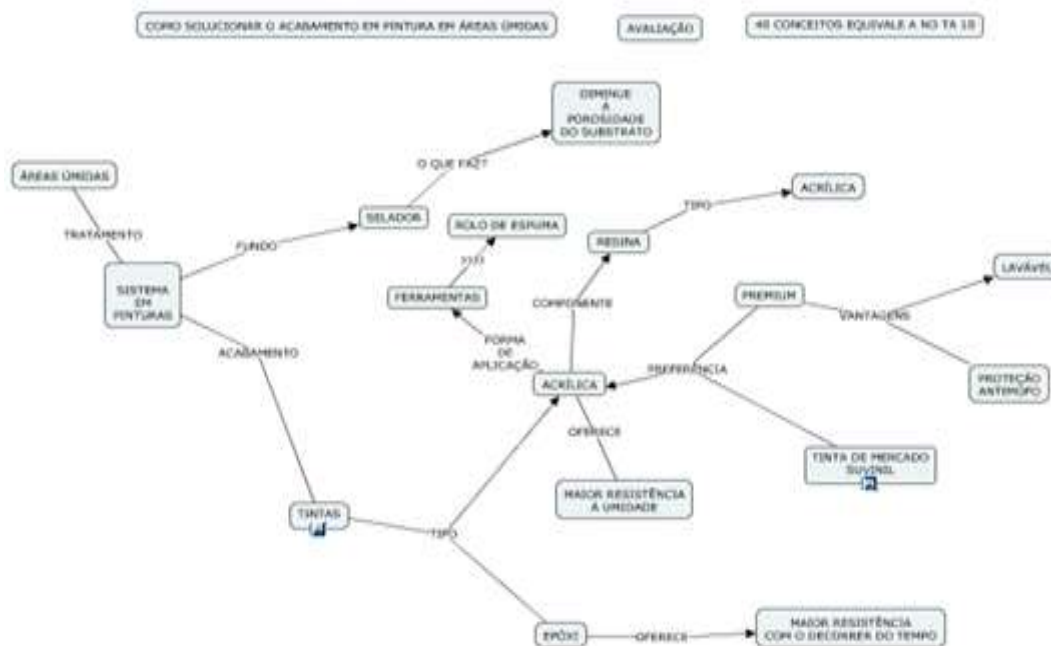 COMO SOLUCIONAR O ACABAMENTO EM PINTURA EM ÁREAS ÚMIDAS
AVALIAÇÃO
40 CONCEITOS EQUIVALE A NO TA 10
DIMINUE
A
POROSIDADE
DO SUBSTRATO
O QUE FAZ?
ÁREAS ÚMIDAS
ACRÍLICA
TIPO
SELADOR
ROLO DE ESPUMA
TRATAMENTO
FUNDO
RESINA
LAVÁVEL
SISTEMA
EM
PINTURAS
FERRAMENTAS
COMPONENTE
PREMIUM
VANTAGENS
ACABAMENTO
FORMA
DE
APLICAÇÃO
ACRÍLICA
PREFERÊNCIA
PROTEÇÃO
ANTIMOFO
OFERECE
TINTA DE MERCADO
SUVINIL
MAIOR RESISTÊNCIA
À UMIDADE
TINTAS
TIPO
EPÓXI
OFERECE
MAIOR RESISTÊNCIA
COM O DECORRER DO TEMPO